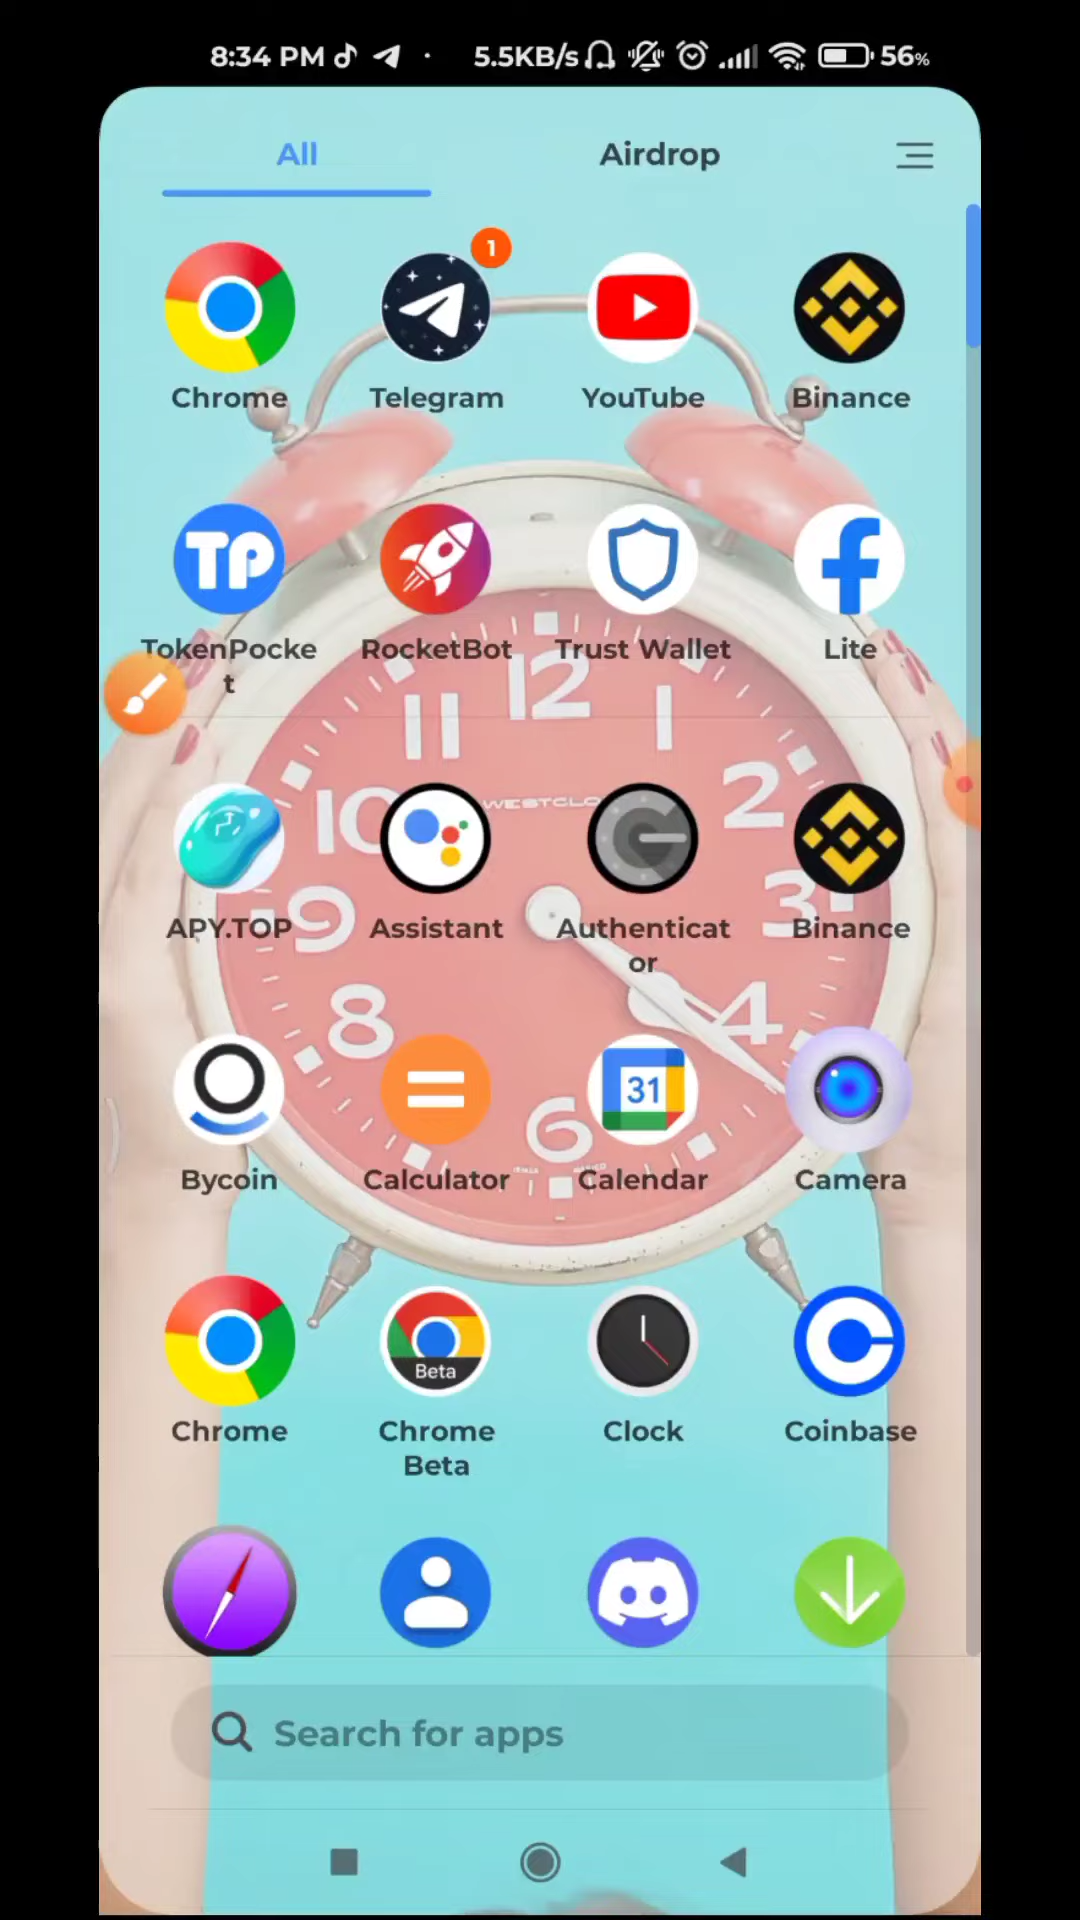 8:34 PM 5.5KB/s 56%
All Airdrop
1
Chrome Telegram YouTube Binance
TP
TokenPocke
t
RocketBot Trust Wallet Lite
12
11 1
10 2
WESTCLO
9 3
8 4
6
APY.TOP Assistant Authenticat
or
Binance
31
Bycoin Calculator Calendar Camera
Beta
Chrome Chrome
Beta
Clock Coinbase
Search for apps